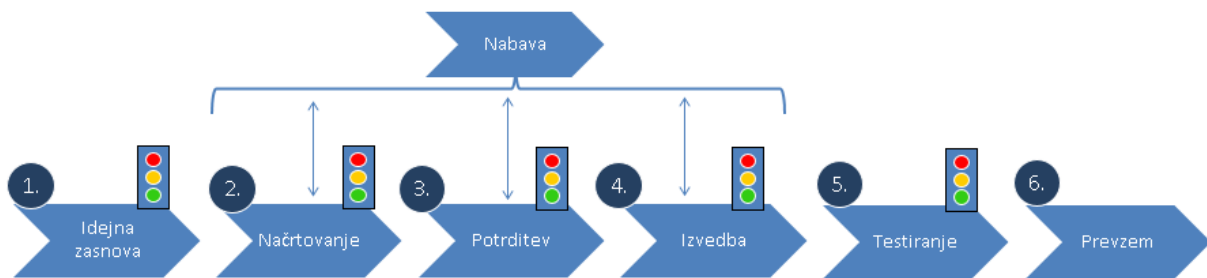 Nabava
1.
2.
3.
4.
5.
6.
Idejna
zasnova
Načrtovanje
Potrditev
Izvedba
Testiranje
Prevzem